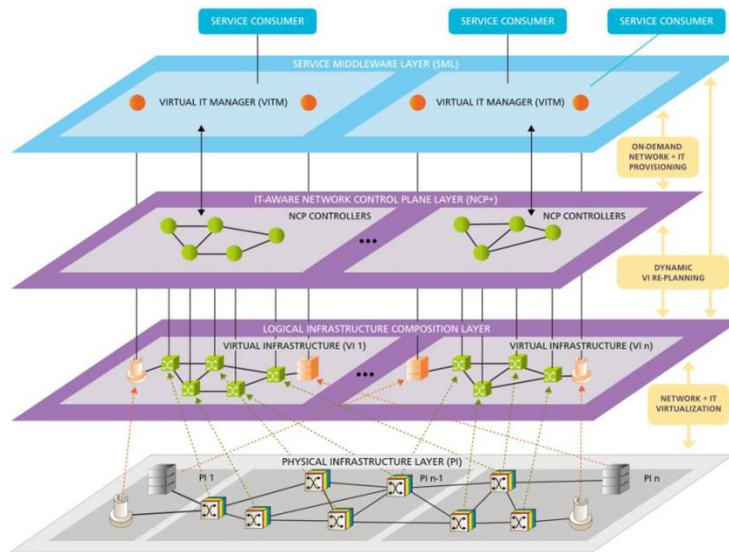 SERVICE CONSUMER
SERVICE CONSUMER
SERVICE CONSUMER
SERVICE MIDDLEWARE LAYER (SML)
VIRTUAL IT MANAGER (VITM)
VIRTUAL IT MANAGER (VITM)
ON-DEMAND
NETWORK + IT
PROVISIONING
IT-AWARE NETWORK CONTROL PLANE LAYER (NCP+)
NCP CONTROLLERS
NCP CONTROLLERS
DYNAMIC
VI RE-PLANNING
LOGICAL INFRASTRUCTURE COMPOSITION LAYER
VIRTUAL INFRASTRUCTURE (VI 1)
VIRTUAL INFRASTRUCTURE (VI n)
NETWORK + IT
VIRTUALIZATION
PHYSICAL INFRASTRUCTURE LAYER (PI)
PI 1
PI n-1
PI n